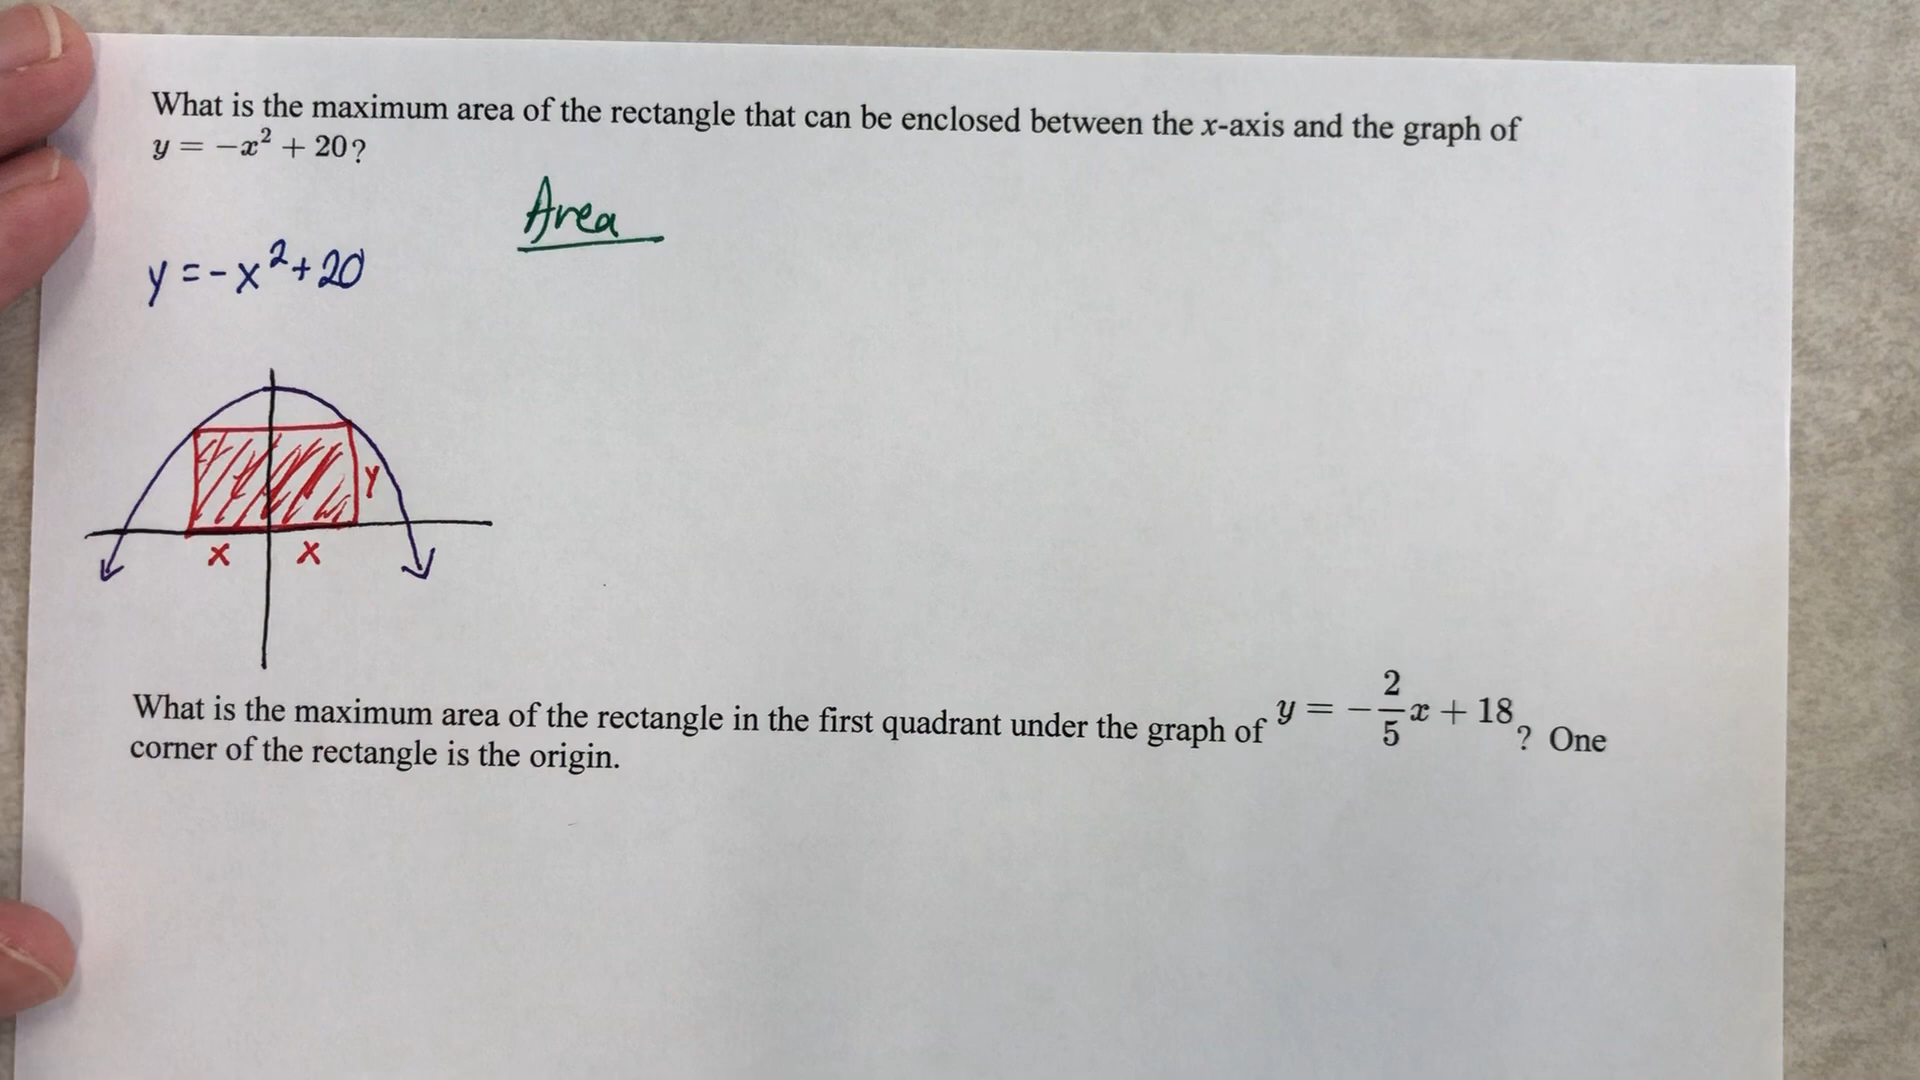 What is the maximum area of the rectangle that can be enclosed between the x-axis and the graph of
y = −x² + 20?
Area
y = -x² + 20
y
x x
What is the maximum area of the rectangle in the first quadrant under the graph of y = −2/5x + 18? One
corner of the rectangle is the origin.